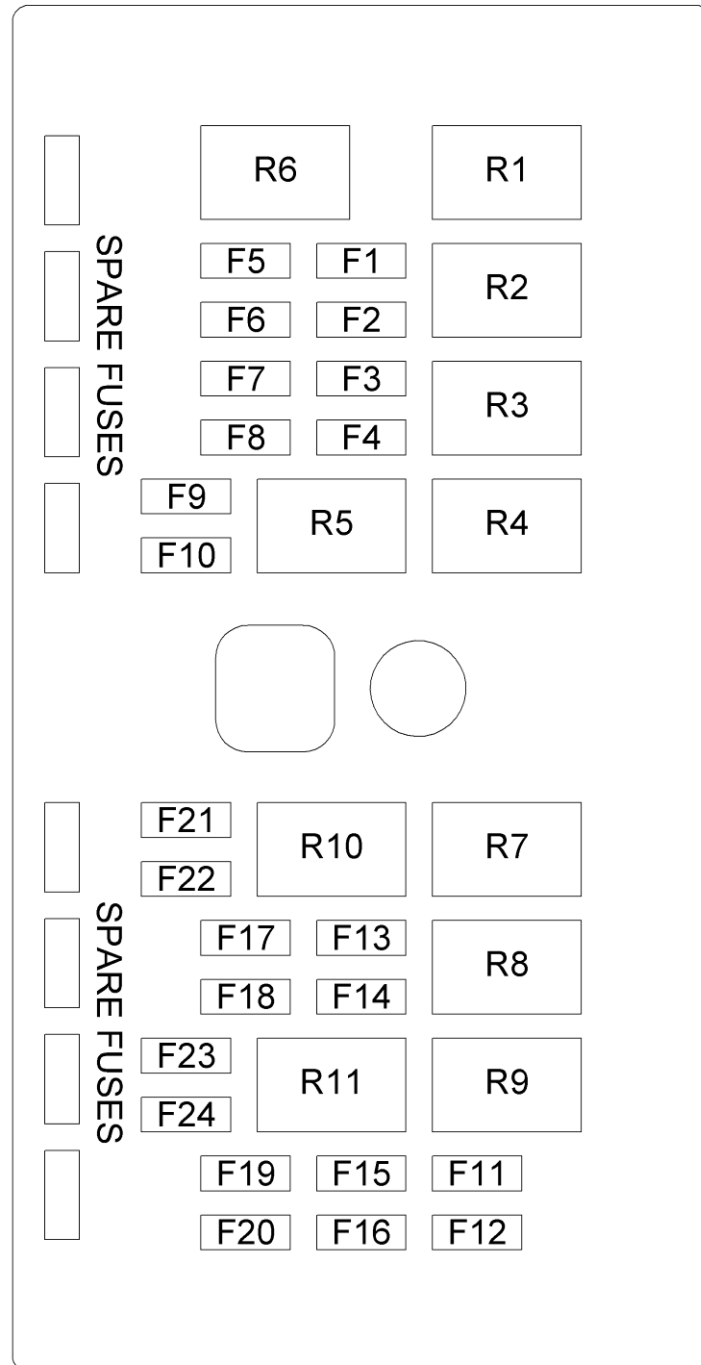 R6 R1
F5 F1
R2
F6 F2
F7 F3
R3
F8 F4
SPARE FUSES
F9
R5 R4
F10
F21
R10 R7
F22
F17 F13
R8
F18 F14
SPARE FUSES
F23
R11 R9
F24
F19 F15 F11
F20 F16 F12